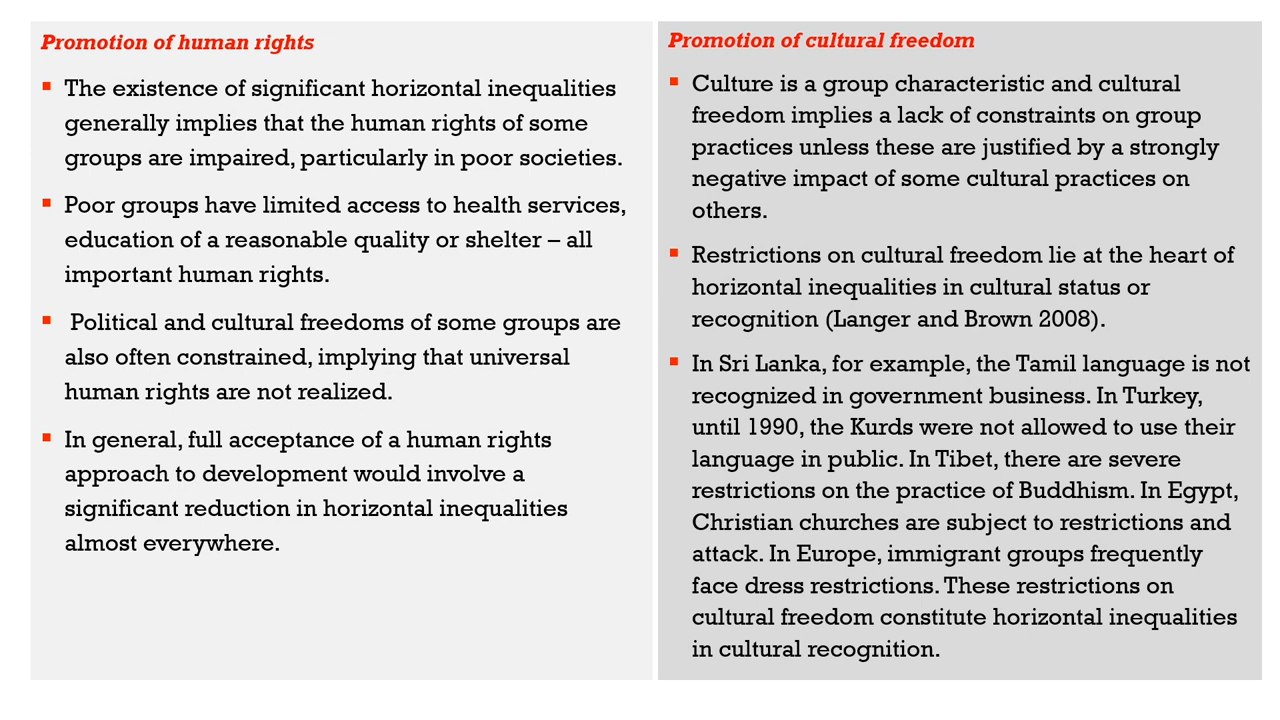 Promotion of human rights
▪ The existence of significant horizontal inequalities
generally implies that the human rights of some
groups are impaired, particularly in poor societies.
▪ Poor groups have limited access to health services,
education of a reasonable quality or shelter – all
important human rights.
▪ Political and cultural freedoms of some groups are
also often constrained, implying that universal
human rights are not realized.
▪ In general, full acceptance of a human rights
approach to development would involve a
significant reduction in horizontal inequalities
almost everywhere.
Promotion of cultural freedom
▪ Culture is a group characteristic and cultural
freedom implies a lack of constraints on group
practices unless these are justified by a strongly
negative impact of some cultural practices on
others.
▪ Restrictions on cultural freedom lie at the heart of
horizontal inequalities in cultural status or
recognition (Langer and Brown 2008).
▪ In Sri Lanka, for example, the Tamil language is not
recognized in government business. In Turkey,
until 1990, the Kurds were not allowed to use their
language in public. In Tibet, there are severe
restrictions on the practice of Buddhism. In Egypt,
Christian churches are subject to restrictions and
attack. In Europe, immigrant groups frequently
face dress restrictions. These restrictions on
cultural freedom constitute horizontal inequalities
in cultural recognition.